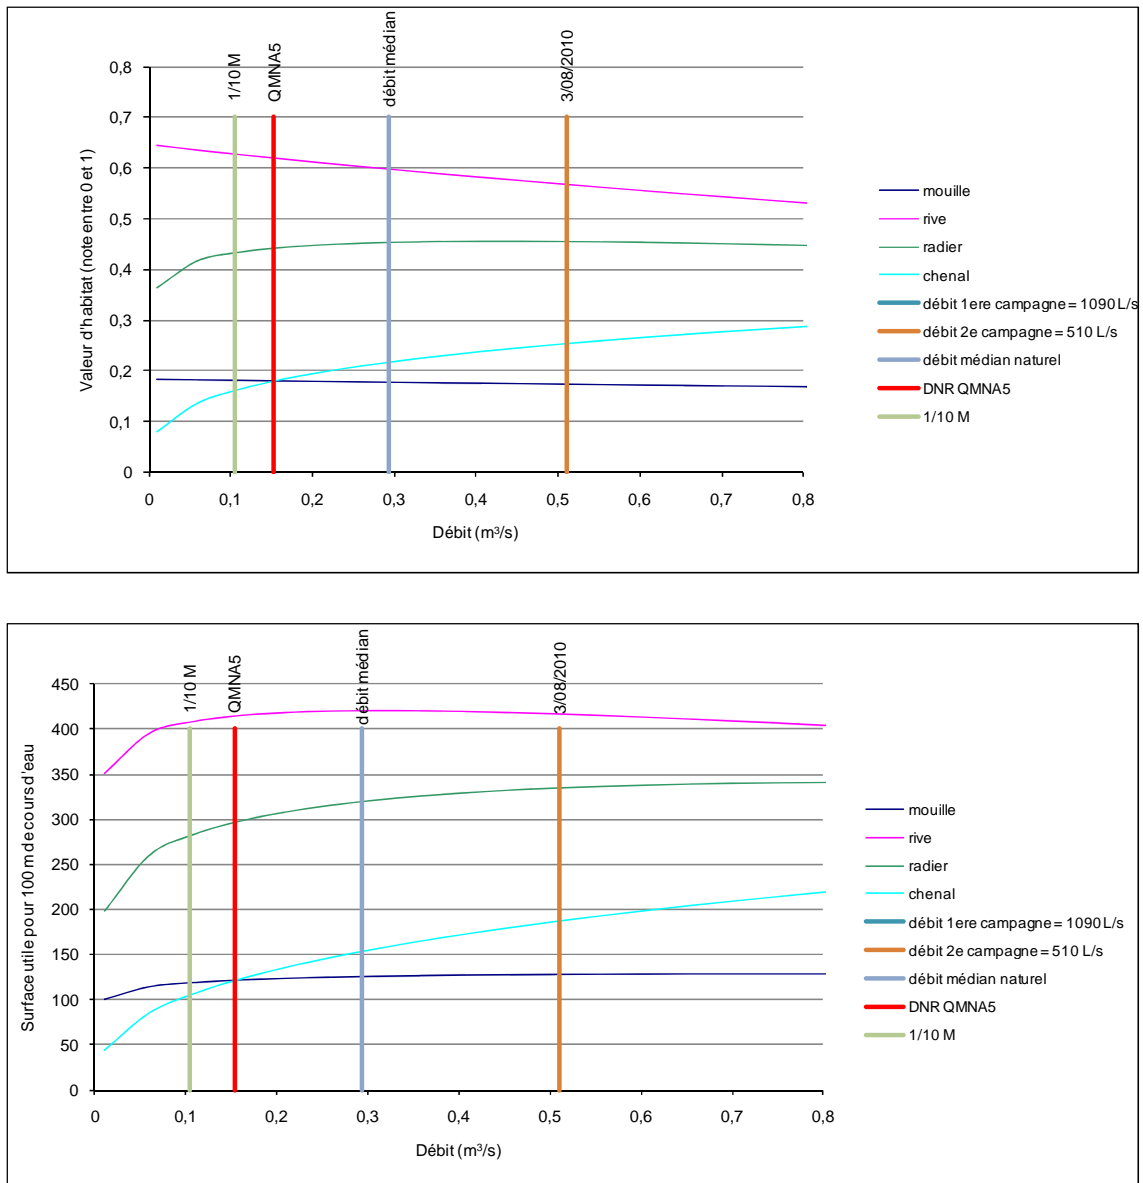 1/10 M
QMNA5
débit médian
3/08/2010
0,8
0,7
0,6
0,5
0,4
0,3
0,2
0,1
0
Valeur d'habitat (note entre 0 et 1)
0 0,1 0,2 0,3 0,4 0,5 0,6 0,7 0,8
Débit (m³/s)
mouille
rive
radier
chenal
débit 1ere campagne = 1090 L/s
débit 2e campagne = 510 L/s
débit médian naturel
DNR QMNA5
1/10 M
1/10 M
QMNA5
débit médian
3/08/2010
450
400
350
300
250
200
150
100
50
0
Surface utile pour 100 m de cours d'eau
0 0,1 0,2 0,3 0,4 0,5 0,6 0,7 0,8
Débit (m³/s)
mouille
rive
radier
chenal
débit 1ere campagne = 1090 L/s
débit 2e campagne = 510 L/s
débit médian naturel
DNR QMNA5
1/10 M